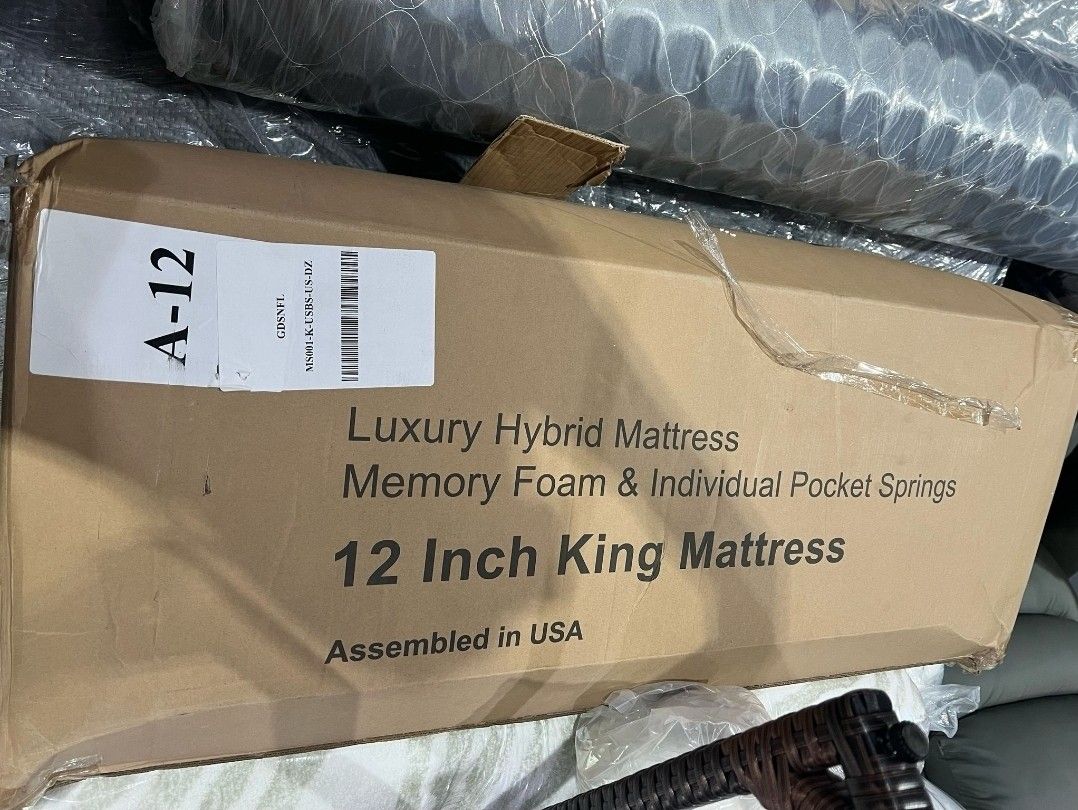 A-12
GDSNFL
MS001-K-USBS-US-DZ
Luxury Hybrid Mattress
Memory Foam & Individual Pocket Springs
12 Inch King Mattress
Assembled in USA